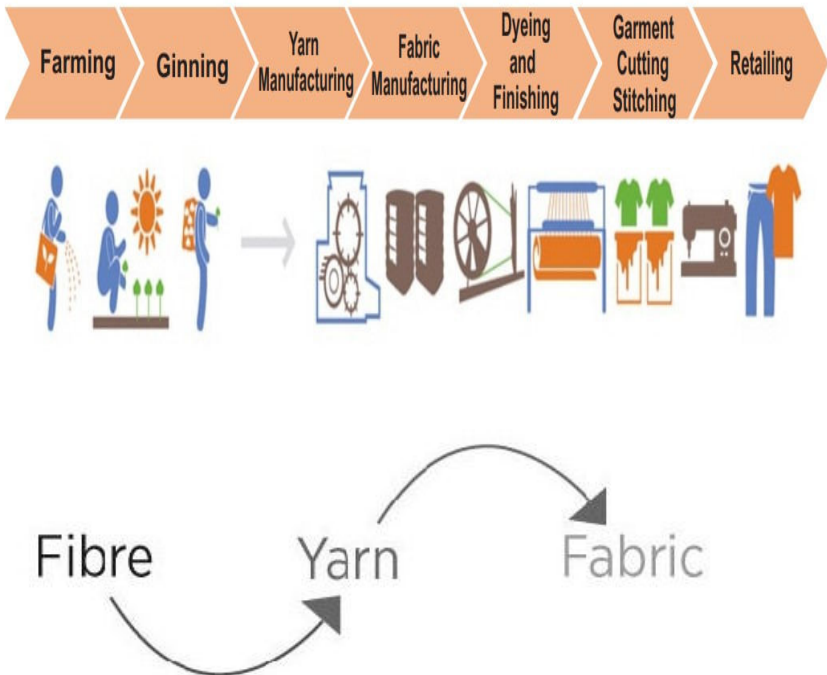 Farming
Ginning
Yarn
Manufacturing
Fabric
Manufacturing
Dyeing
and
Finishing
Garment
Cutting
Stitching
Retailing
Fibre
Yarn
Fabric